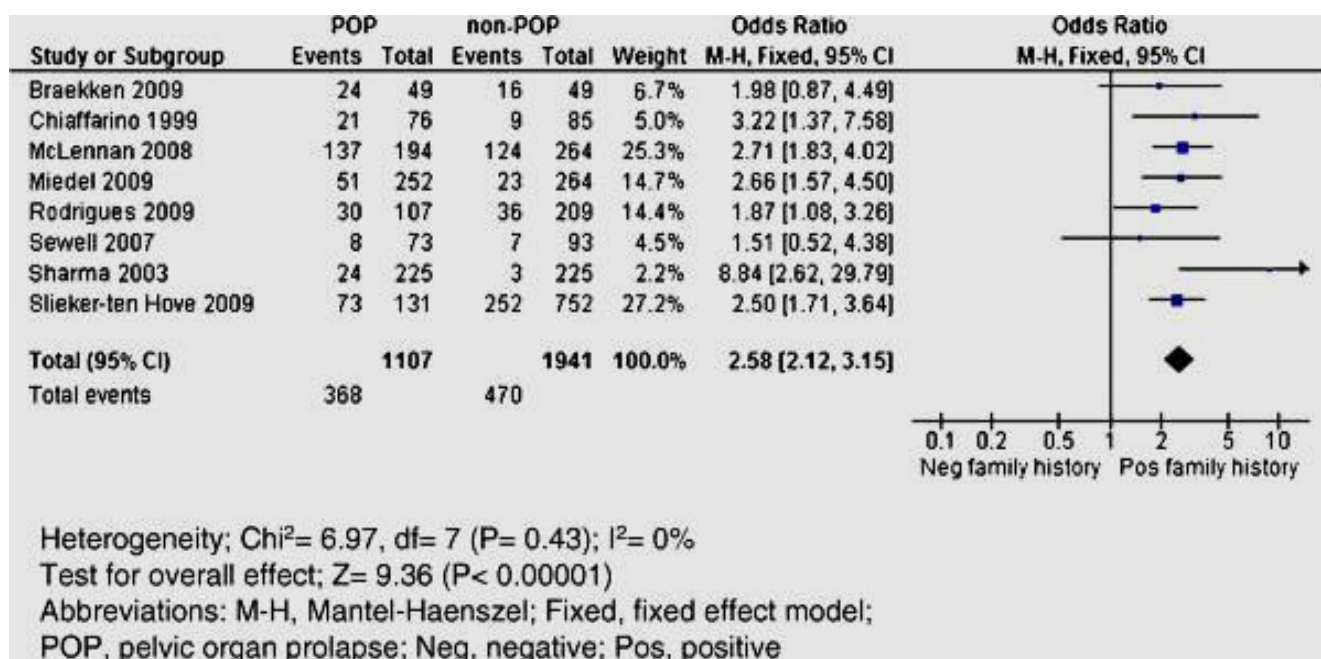 POP non-POP Odds Ratio Odds Ratio
Study or Subgroup Events Total Events Total Weight M-H, Fixed, 95% CI M-H, Fixed, 95% CI
Braekken 2009 24 49 16 49 6.7% 1.98 [0.87, 4.49]
Chiaffarino 1999 21 76 9 85 5.0% 3.22 [1.37, 7.58]
McLennan 2008 137 194 124 264 25.3% 2.71 [1.83, 4.02]
Miedel 2009 51 252 23 264 14.7% 2.66 [1.57, 4.50]
Rodrigues 2009 30 107 36 209 14.4% 1.87 [1.08, 3.26]
Sewell 2007 8 73 7 93 4.5% 1.51 [0.52, 4.38]
Sharma 2003 24 225 3 225 2.2% 8.84 [2.62, 29.79]
Slieker-ten Hove 2009 73 131 252 752 27.2% 2.50 [1.71, 3.64]
Total (95% CI) 1107 1941 100.0% 2.58 [2.12, 3.15]
Total events 368 470
0.1 0.2 0.5 1 2 5 10
Neg family history Pos family history
Heterogeneity; Chi²= 6.97, df= 7 (P= 0.43); I²= 0%
Test for overall effect; Z= 9.36 (P< 0.00001)
Abbreviations: M-H, Mantel-Haenszel; Fixed, fixed effect model;
POP, pelvic organ prolapse; Neg, negative; Pos, positive